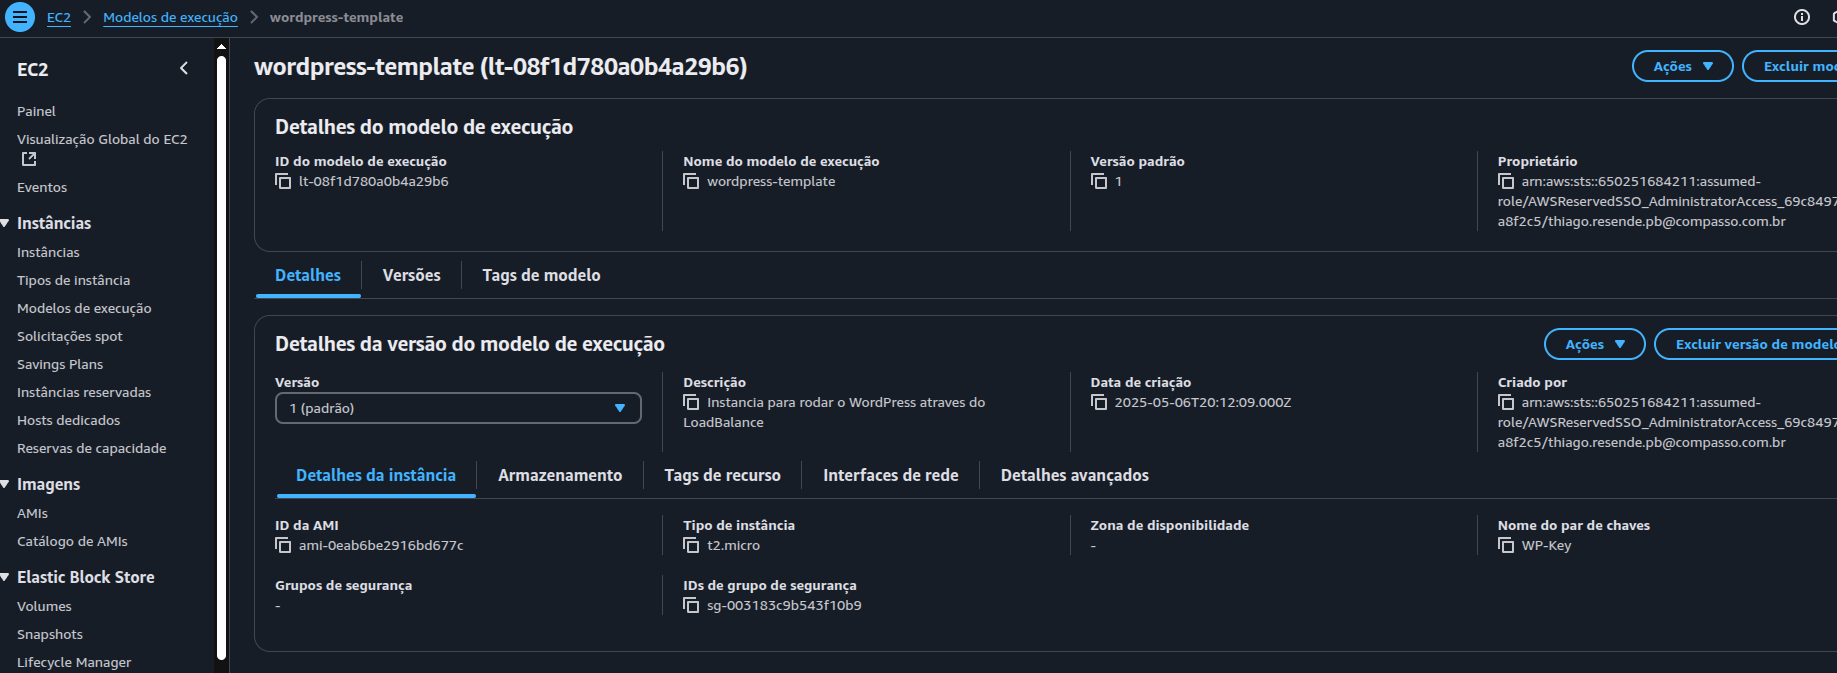 EC2 > Modelos de execução > wordpress-template
EC2
Painel
Visualização Global do EC2
Eventos
Instâncias
Instâncias
Tipos de instância
Modelos de execução
Solicitações spot
Savings Plans
Instâncias reservadas
Hosts dedicados
Reservas de capacidade
Imagens
AMIs
Catálogo de AMIs
Elastic Block Store
Volumes
Snapshots
Lifecycle Manager
wordpress-template (lt-08f1d780a0b4a29b6)
Ações
Excluir mod
Detalhes do modelo de execução
ID do modelo de execução
lt-08f1d780a0b4a29b6
Nome do modelo de execução
wordpress-template
Versão padrão
1
Proprietário
arn:aws:sts::650251684211:assumed-
role/AWSReservedSSO_AdministratorAccess_69c8497
a8f2c5/thiago.resende.pb@compasso.com.br
Detalhes
Versões
Tags de modelo
Detalhes da versão do modelo de execução
Ações
Excluir versão de modelo
Versão
1 (padrão)
Descrição
Instancia para rodar o WordPress atraves do
LoadBalance
Data de criação
2025-05-06T20:12:09.000Z
Criado por
arn:aws:sts::650251684211:assumed-
role/AWSReservedSSO_AdministratorAccess_69c8497
a8f2c5/thiago.resende.pb@compasso.com.br
Detalhes da instância
Armazenamento
Tags de recurso
Interfaces de rede
Detalhes avançados
ID da AMI
ami-0eab6be2916bd677c
Tipo de instância
t2.micro
Zona de disponibilidade
-
Nome do par de chaves
WP-Key
Grupos de segurança
-
IDs de grupo de segurança
sg-003183c9b543f10b9